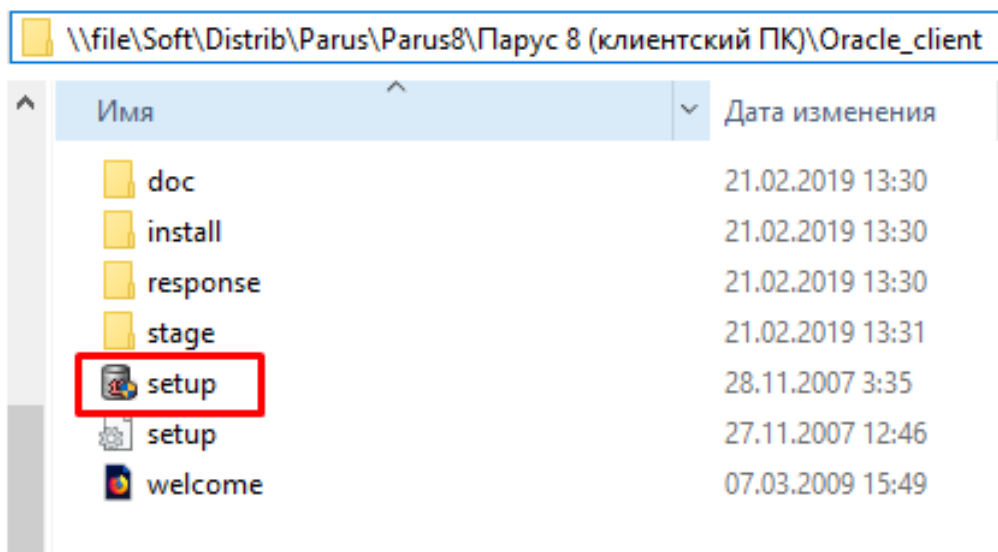 \\file\Soft\Distrib\Parus\Parus8\Парус 8 (клиентский ПК)\Oracle_client
Имя Дата изменения
doc 21.02.2019 13:30
install 21.02.2019 13:30
response 21.02.2019 13:30
stage 21.02.2019 13:31
setup 28.11.2007 3:35
setup 27.11.2007 12:46
welcome 07.03.2009 15:49